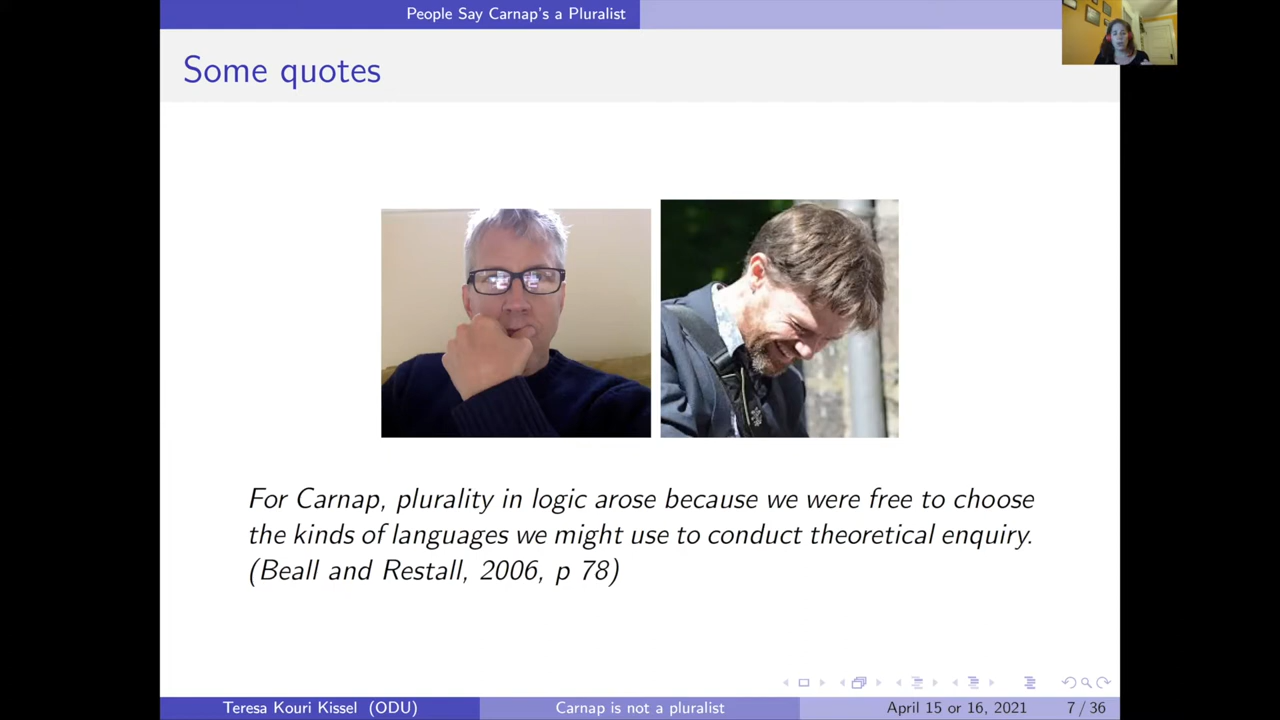 People Say Carnap's a Pluralist
Some quotes
For Carnap, plurality in logic arose because we were free to choose
the kinds of languages we might use to conduct theoretical enquiry.
(Beall and Restall, 2006, p 78)
Teresa Kouri Kissel (ODU)
Carnap is not a pluralist
April 15 or 16, 2021
7 / 36